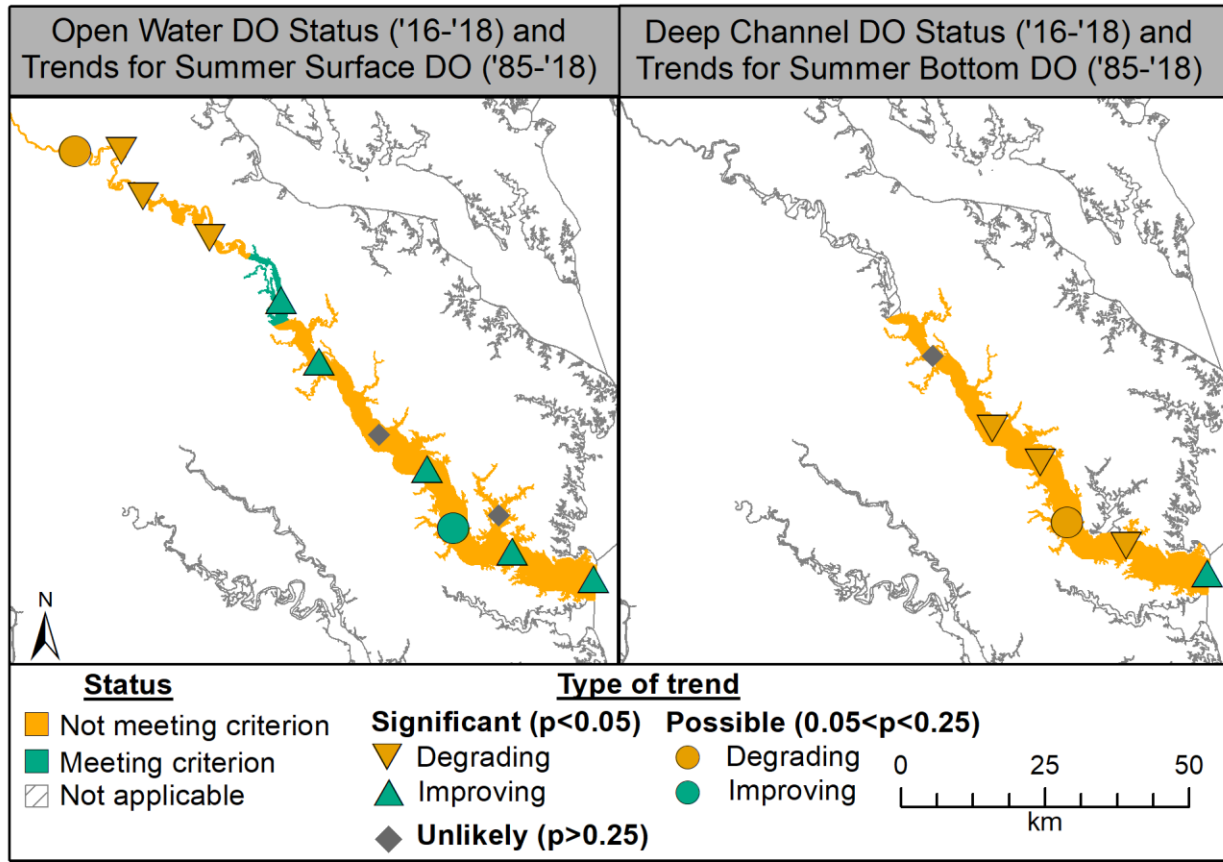 Open Water DO Status ('16-'18) and
Trends for Summer Surface DO ('85-'18)
Deep Channel DO Status ('16-'18) and
Trends for Summer Bottom DO ('85-'18)
N
Status
Not meeting criterion
Meeting criterion
Not applicable
Type of trend
Significant (p<0.05)
Degrading
Improving
Unlikely (p>0.25)
Possible (0.05<p<0.25)
Degrading
Improving
0 25 50
km